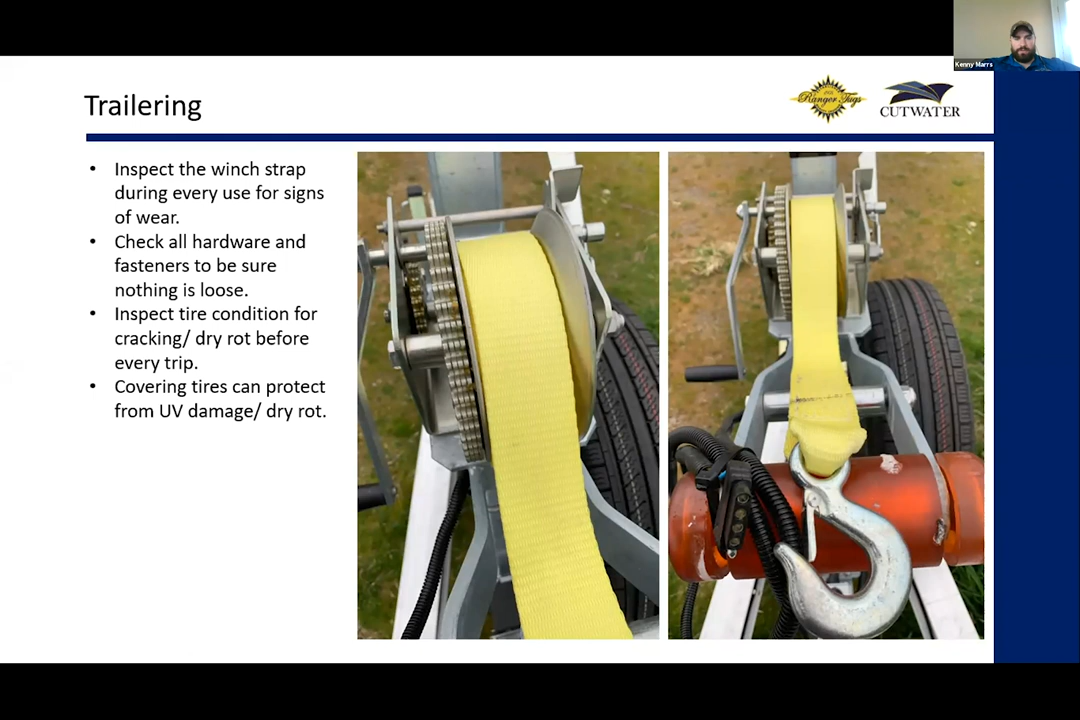 Kenny Marrs
Trailering
Ranger Tugs
CUTWATER
• Inspect the winch strap
during every use for signs
of wear.
• Check all hardware and
fasteners to be sure
nothing is loose.
• Inspect tire condition for
cracking/ dry rot before
every trip.
• Covering tires can protect
from UV damage/ dry rot.